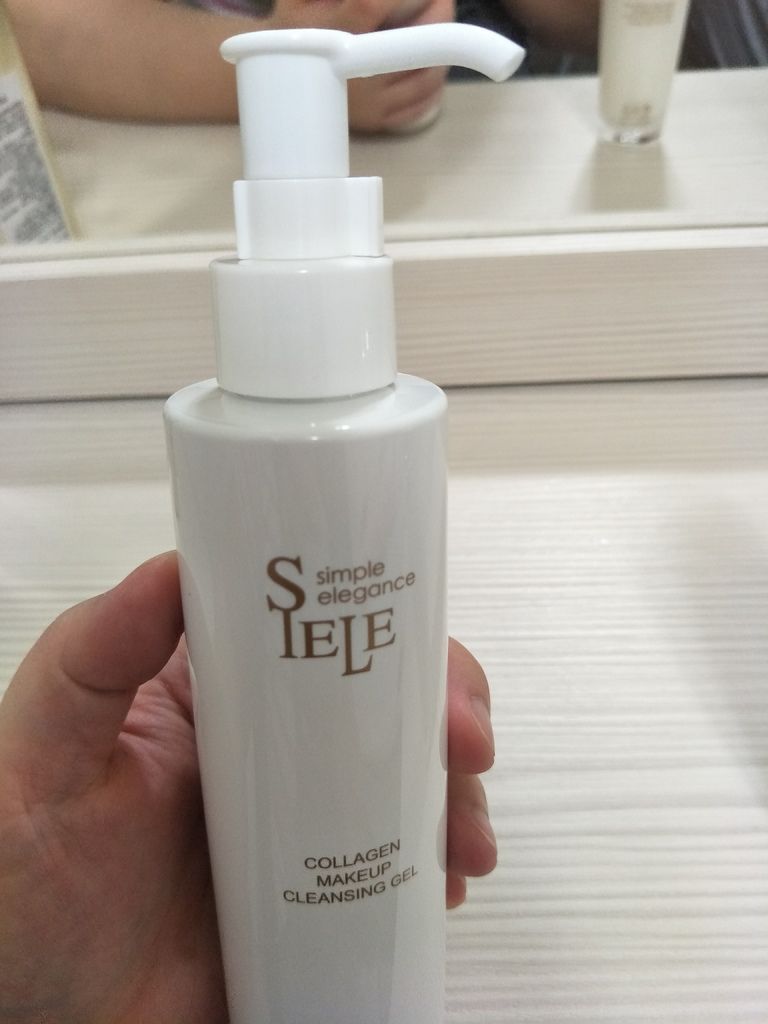 simple
elegance
SIELE
COLLAGEN
MAKEUP
CLEANSING GEL